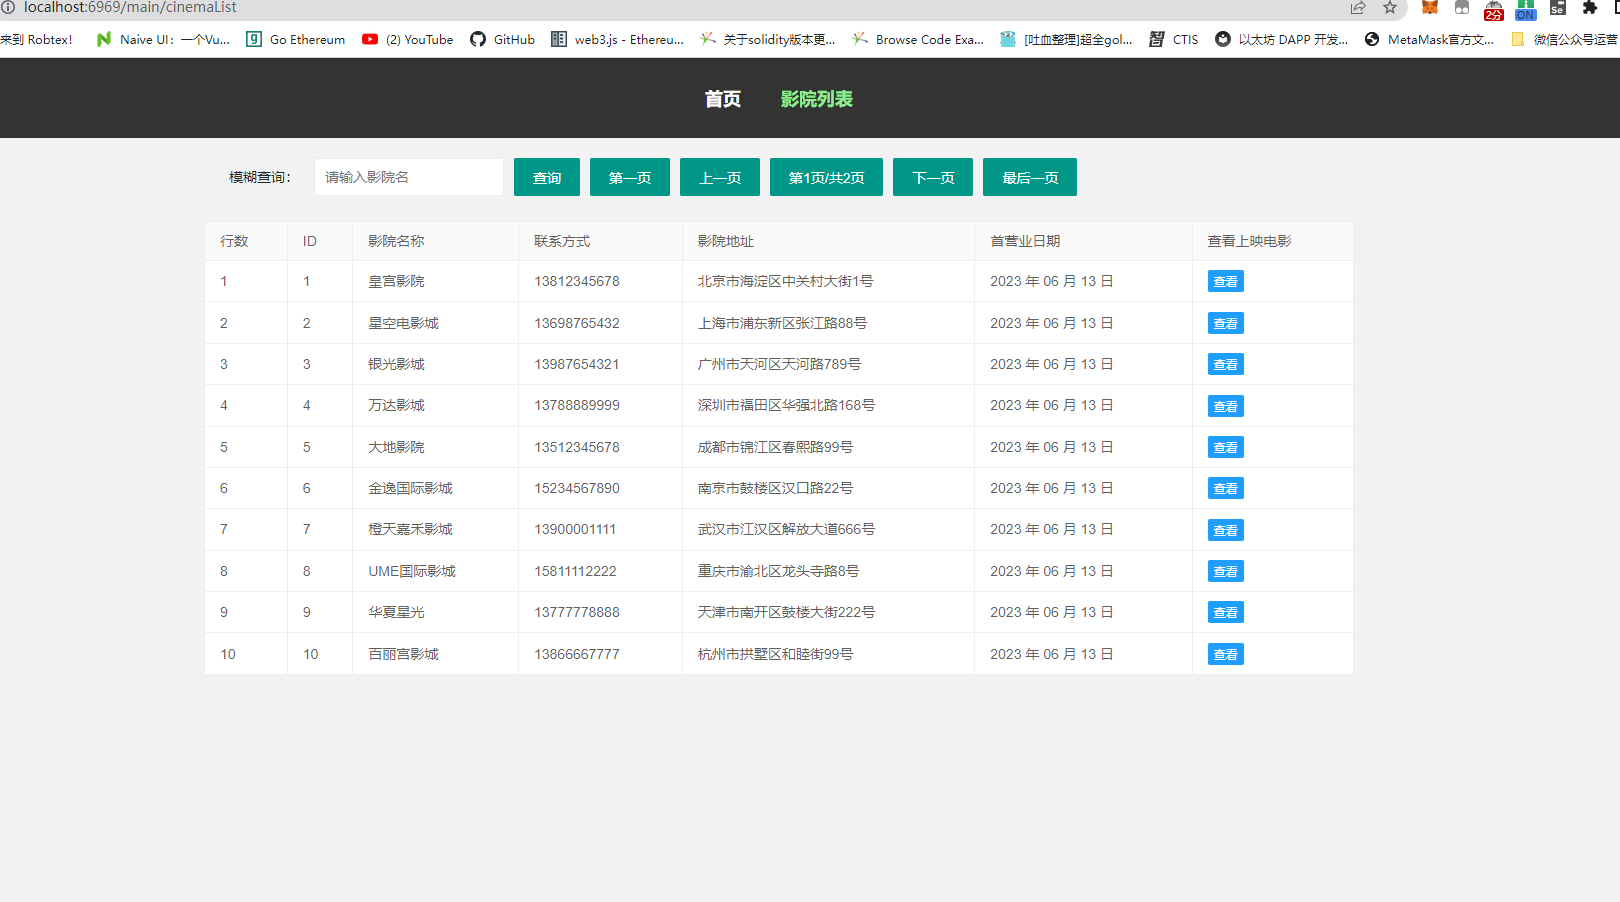 localhost:6969/main/cinemaList
2分 ON Se
来到 Robtex! Naive UI：一个Vu... Go Ethereum (2) YouTube GitHub web3.js - Ethereu... 关于solidity版本更... Browse Code Exa... [吐血整理]超全gol... CTIS 以太坊 DAPP 开发... MetaMask官方文... 微信公众号运营
首页 影院列表
模糊查询： 请输入影院名 查询 第一页 上一页 第1页/共2页 下一页 最后一页
行数 ID 影院名称 联系方式 影院地址 首营业日期 查看上映电影
1 1 皇宫影院 13812345678 北京市海淀区中关村大街1号 2023 年 06 月 13 日 查看
2 2 星空电影城 13698765432 上海市浦东新区张江路88号 2023 年 06 月 13 日 查看
3 3 银光影城 13987654321 广州市天河区天河路789号 2023 年 06 月 13 日 查看
4 4 万达影城 13788889999 深圳市福田区华强北路168号 2023 年 06 月 13 日 查看
5 5 大地影院 13512345678 成都市锦江区春熙路99号 2023 年 06 月 13 日 查看
6 6 金逸国际影城 15234567890 南京市鼓楼区汉口路22号 2023 年 06 月 13 日 查看
7 7 橙天嘉禾影城 13900001111 武汉市江汉区解放大道666号 2023 年 06 月 13 日 查看
8 8 UME国际影城 15811112222 重庆市渝北区龙头寺路8号 2023 年 06 月 13 日 查看
9 9 华夏星光 13777778888 天津市南开区鼓楼大街222号 2023 年 06 月 13 日 查看
10 10 百丽宫影城 13866667777 杭州市拱墅区和睦街99号 2023 年 06 月 13 日 查看